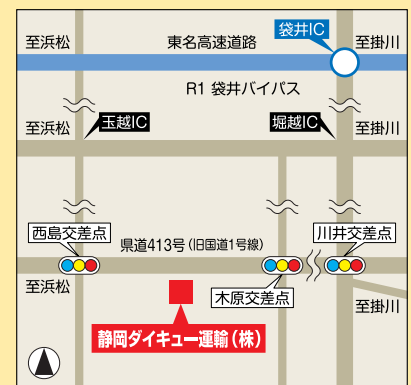 袋井IC
至浜松
東名高速道路
至掛川
R1 袋井バイパス
至浜松
玉越IC
堀越IC
至掛川
西島交差点
県道413号(旧国道1号線)
川井交差点
至浜松
木原交差点
至掛川
静岡ダイキュー運輸(株)